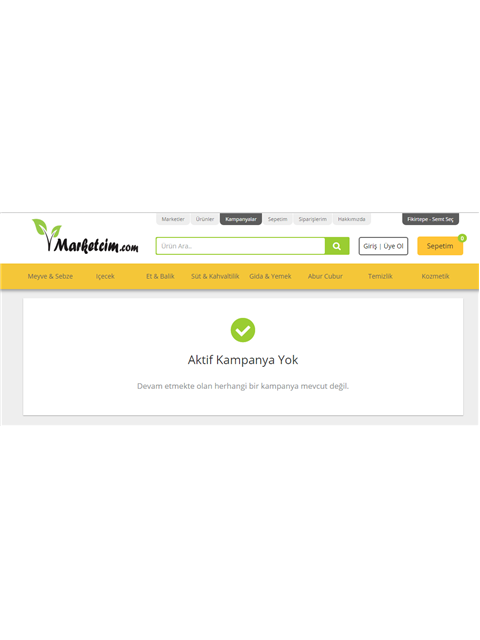 Marketler Ürünler Kampanyalar Sepetim Siparişlerim Hakkımızda Fikirtepe - Semt Seç
Marketcim.com
Ürün Ara.. Giriş | Üye Ol Sepetim 0
Meyve & Sebze İçecek Et & Balık Süt & Kahvaltılık Gıda & Yemek Abur Cubur Temizlik Kozmetik
Aktif Kampanya Yok
Devam etmekte olan herhangi bir kampanya mevcut değil.